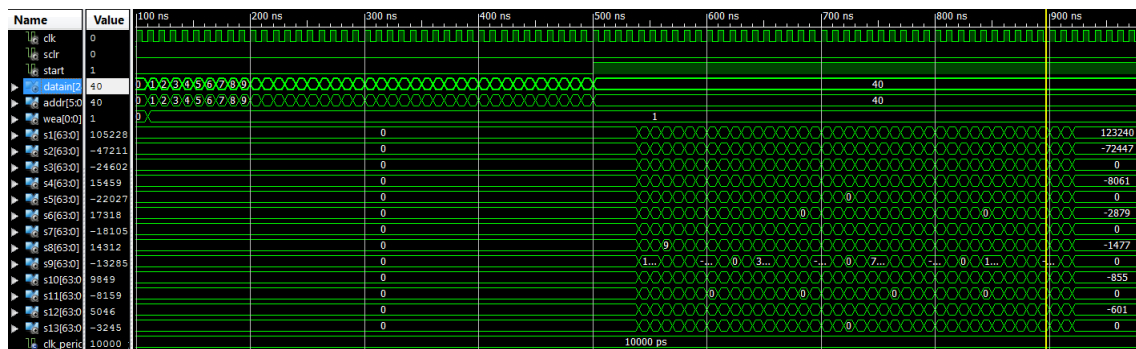 Name Value 100 ns 200 ns 300 ns 400 ns 500 ns 600 ns 700 ns 800 ns 900 ns
clk 0
sclr 0
start 1
datain[2 40 0 1 2 3 4 5 6 7 8 9 40
addr[5:0 40 0 1 2 3 4 5 6 7 8 9 40
wea[0:0] 1 0 1
s1[63:0] 105228 0 123240
s2[63:0] -47211 0 -72447
s3[63:0] -24602 0 0
s4[63:0] 15459 0 -8061
s5[63:0] -22027 0 0 0
s6[63:0] 17318 0 0 0 -2879
s7[63:0] -18105 0 0
s8[63:0] 14312 0 9 -1477
s9[63:0] -13285 0 1... -... 0 3... -... 0 7... -... 0 1... -... 0
s10[63:0 9849 0 -855
s11[63:0 -8159 0 0 0 0 0 0
s12[63:0 5046 0 -601
s13[63:0 -3245 0 0 0
clk_peric 10000 10000 ps